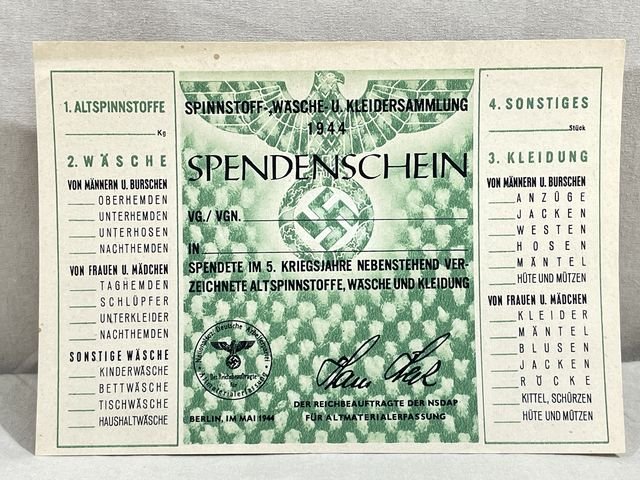 1. ALTSPINNSTOFFE
Kg
2. WÄSCHE
VON MÄNNERN U. BURSCHEN
OBERHEMDEN
UNTERHEMDEN
UNTERHOSEN
NACHTHEMDEN
VON FRAUEN U. MÄDCHEN
TAGHEMDEN
SCHLÜPFER
UNTERKLEIDER
NACHTHEMDEN
SONSTIGE WÄSCHE
KINDERWÄSCHE
BETTWÄSCHE
TISCHWÄSCHE
HAUSHALTWÄSCHE
SPINNSTOFF-, WÄSCHE- U. KLEIDERSAMMLUNG
1944
SPENDENSCHEIN
VG./ VGN.
IN
SPENDETE IM 5. KRIEGSJAHRE NEBENSTEHEND VER-
ZEICHNETE ALTSPINNSTOFFE, WÄSCHE UND KLEIDUNG
Deutsche
Der Reichsbeauftragte
Altmaterialerfassung
DER REICHBEAUFTRAGTE DER NSDAP
FÜR ALTMATERIALERFASSUNG
BERLIN, IM MAI 1944
4. SONSTIGES
Stück
3. KLEIDUNG
VON MÄNNERN U. BURSCHEN
ANZÜGE
JACKEN
WESTEN
HOSEN
MÄNTEL
HÜTE UND MÜTZEN
VON FRAUEN U. MÄDCHEN
KLEIDER
MÄNTEL
BLUSEN
JACKEN
RÖCKE
KITTEL, SCHÜRZEN
HÜTE UND MÜTZEN